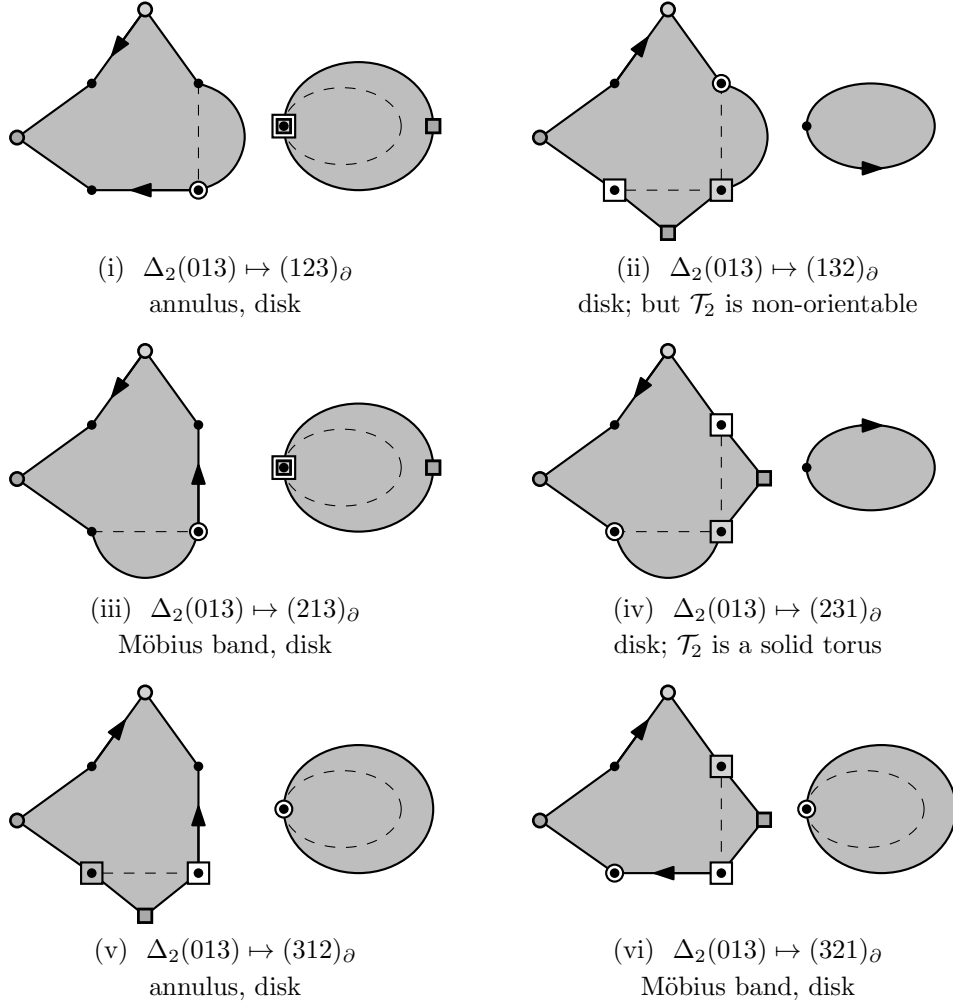 (i) Δ₂(013) ↦ (123)∂
annulus, disk
(ii) Δ₂(013) ↦ (132)∂
disk; but 𝒯₂ is non-orientable
(iii) Δ₂(013) ↦ (213)∂
Möbius band, disk
(iv) Δ₂(013) ↦ (231)∂
disk; 𝒯₂ is a solid torus
(v) Δ₂(013) ↦ (312)∂
annulus, disk
(vi) Δ₂(013) ↦ (321)∂
Möbius band, disk